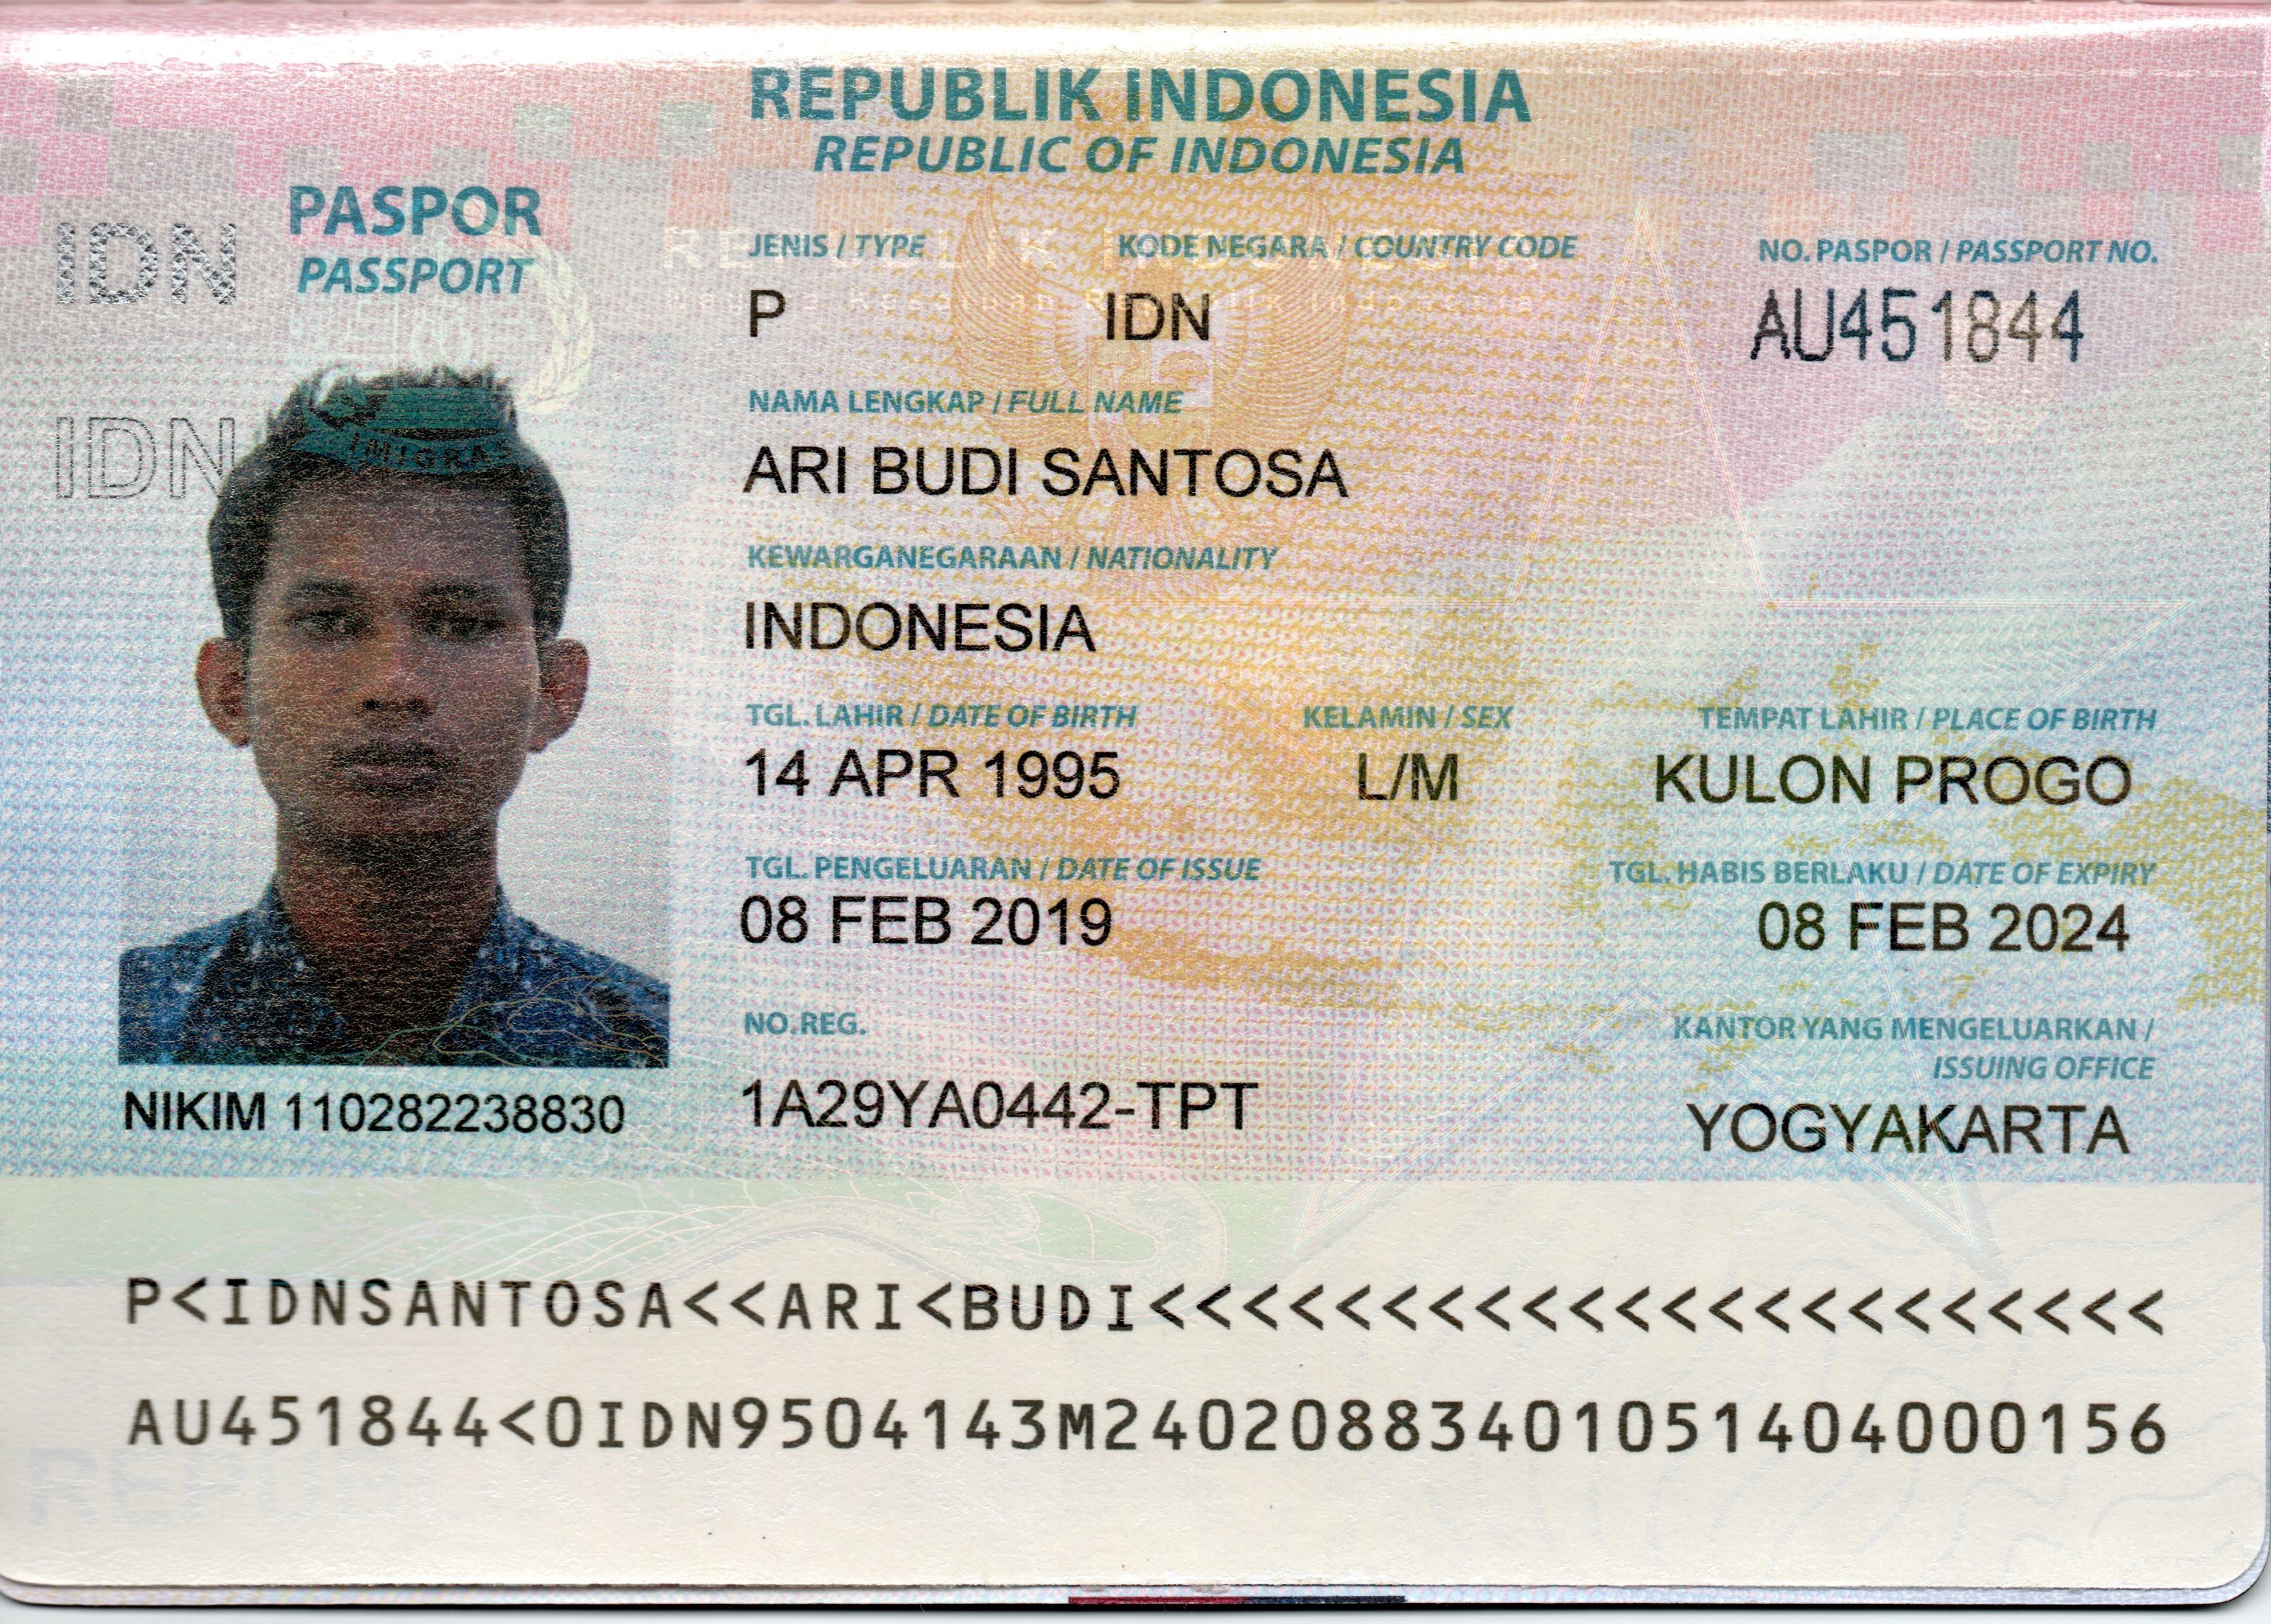 REPUBLIK INDONESIA
REPUBLIC OF INDONESIA
IDN
PASPOR
PASSPORT
JENIS / TYPE KODE NEGARA / COUNTRY CODE NO. PASPOR / PASSPORT NO.
P IDN AU451844
IDN
IMIGRASI
NAMA LENGKAP / FULL NAME
ARI BUDI SANTOSA
KEWARGANEGARAAN / NATIONALITY
INDONESIA
TGL. LAHIR / DATE OF BIRTH KELAMIN / SEX TEMPAT LAHIR / PLACE OF BIRTH
14 APR 1995 L/M KULON PROGO
TGL. PENGELUARAN / DATE OF ISSUE TGL. HABIS BERLAKU / DATE OF EXPIRY
08 FEB 2019 08 FEB 2024
NO. REG. KANTOR YANG MENGELUARKAN /
ISSUING OFFICE
NIKIM 110282238830 1A29YA0442-TPT YOGYAKARTA
P<IDNSANTOSA<<ARI<BUDI<<<<<<<<<<<<<<<<<<<<<<
AU451844<0IDN9504143M2402088340105140400​0156